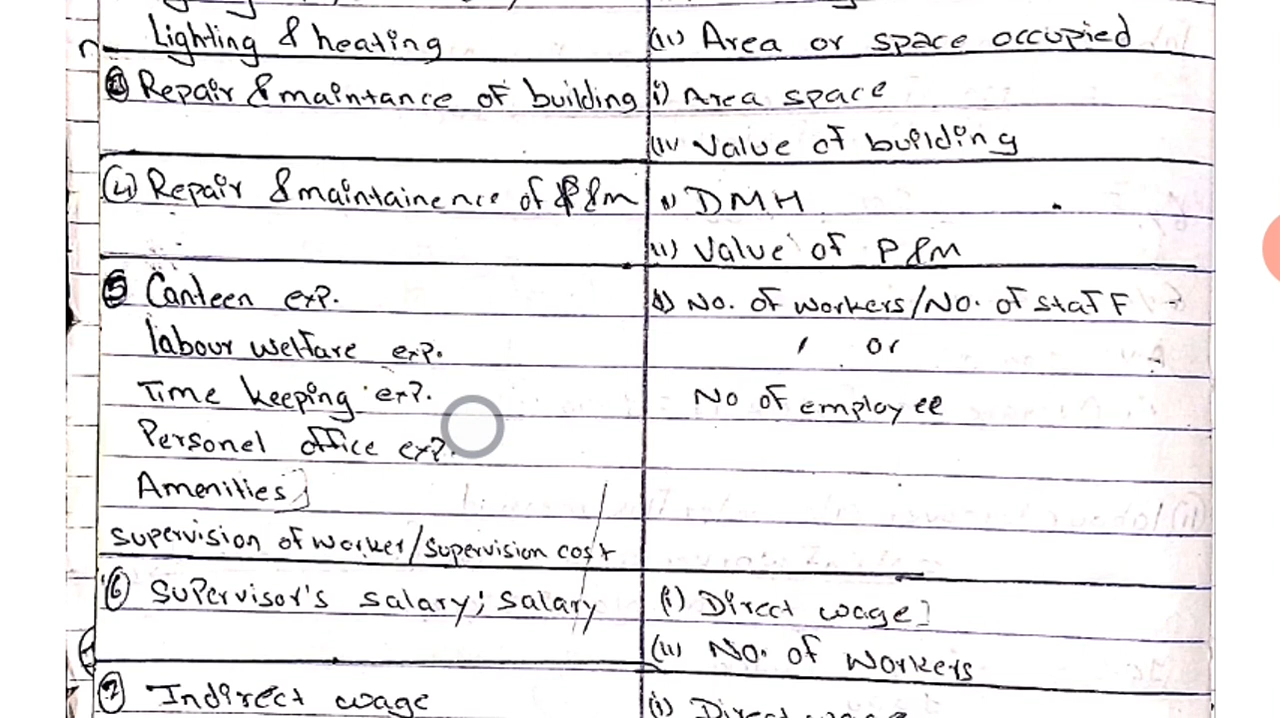 Lighting & heating
(ii) Area or space occupied
③ Repair & maintance of building
i) Area space
(ii) Value of building
④ Repair & maintainence of P&m
i) DMH
ii) Value of P&M
⑤ Canteen exp.
i) No. of workers/No. of staff
labour welfare exp.
or
Time keeping exp.
No of employee
Personel office exp.
Amenities
supervision of worker/supervision cost
⑥ Supervisor's salary; salary
(i) Direct wage
(ii) No. of workers
⑦ Indirect wage
(i) Direct wage